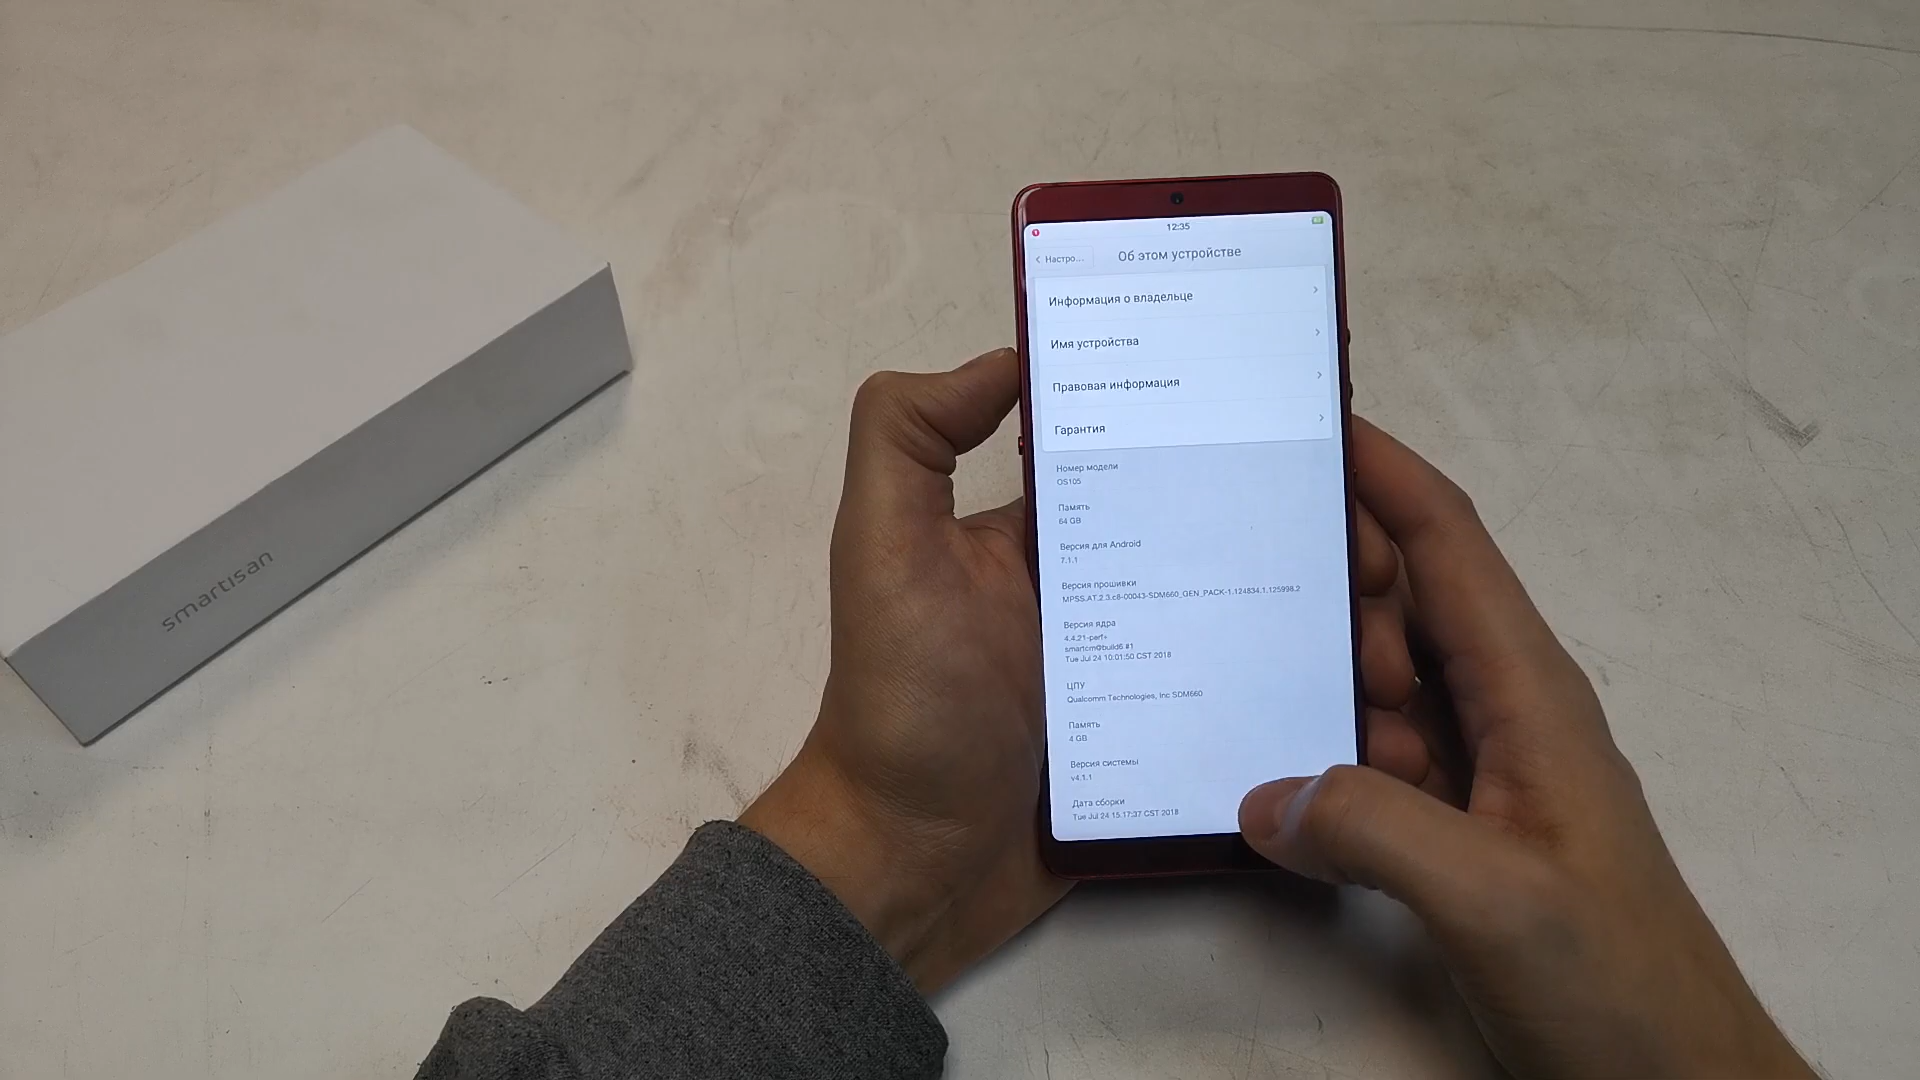 smartisan
12:35
Настро...
Об этом устройстве
Информация о владельце
Имя устройства
Правовая информация
Гарантия
Номер модели
OS105
Память
64 GB
Версия для Android
7.1.1
Версия прошивки
MPSS.AT.2.3.c8-00043-SDM660_GEN_PACK-1.124834.1.125998.2
Версия ядра
4.4.21-perf+
smartcm@build6 #1
Tue Jul 24 10:01:50 CST 2018
ЦПУ
Qualcomm Technologies, Inc SDM660
Память
4 GB
Версия системы
v4.1.1
Дата сборки
Tue Jul 24 15:17:37 CST 2018